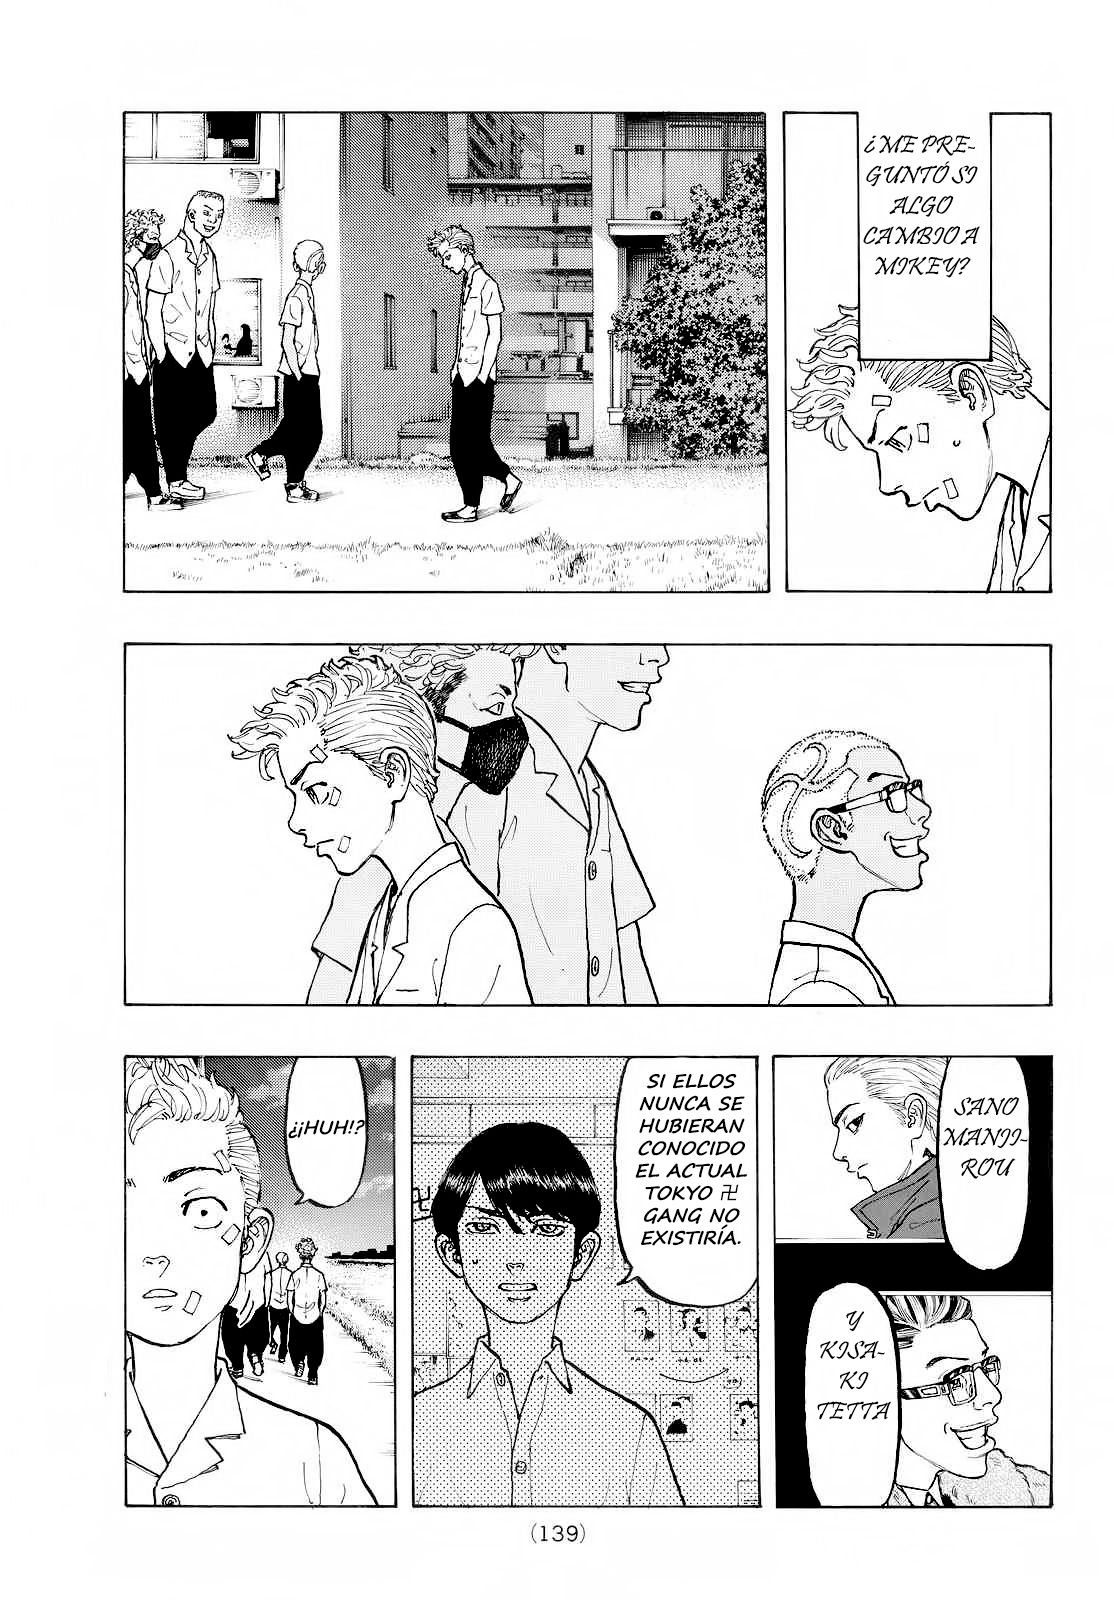 ¿ME PRE-
GUNTÓ SI
ALGO
CAMBIO A
MIKEY?
SANO
MANJI-
ROU
Y
KISA-
KI
TETTA
SI ELLOS
NUNCA SE
HUBIERAN
CONOCIDO
EL ACTUAL
TOKYO 卍
GANG NO
EXISTIRÍA.
卍
¿¡HUH!?
(139)